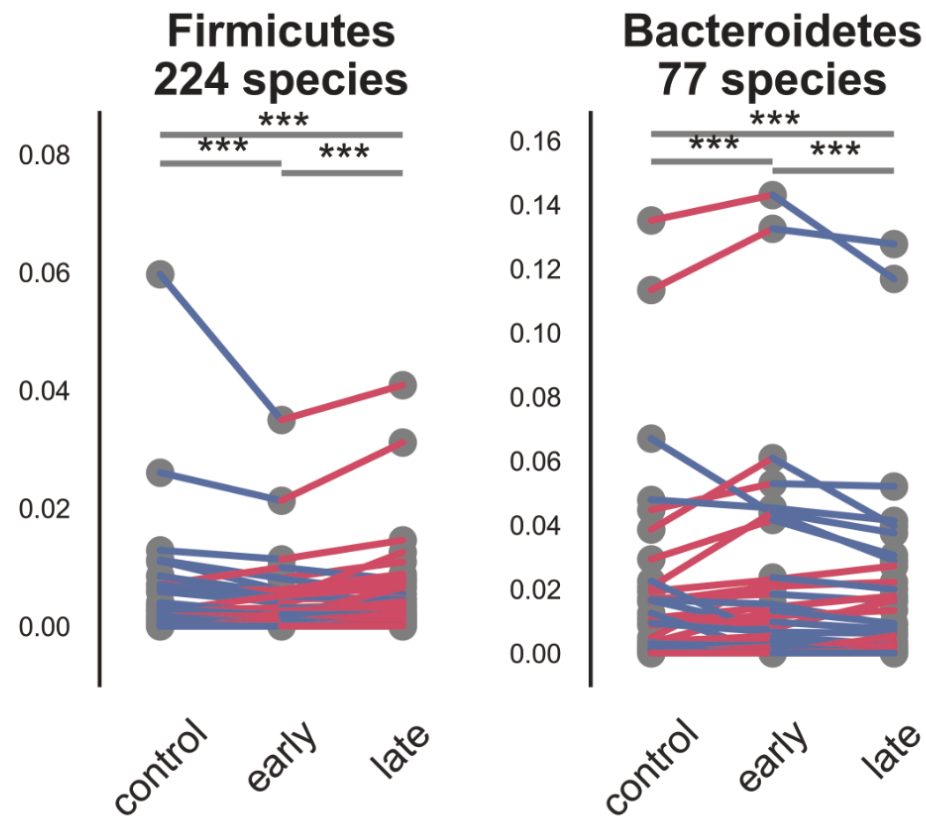 Firmicutes
224 species
***
***
***
0.08
0.06
0.04
0.02
0.00
control
early
late
Bacteroidetes
77 species
***
***
***
0.16
0.14
0.12
0.10
0.08
0.06
0.04
0.02
0.00
control
early
late